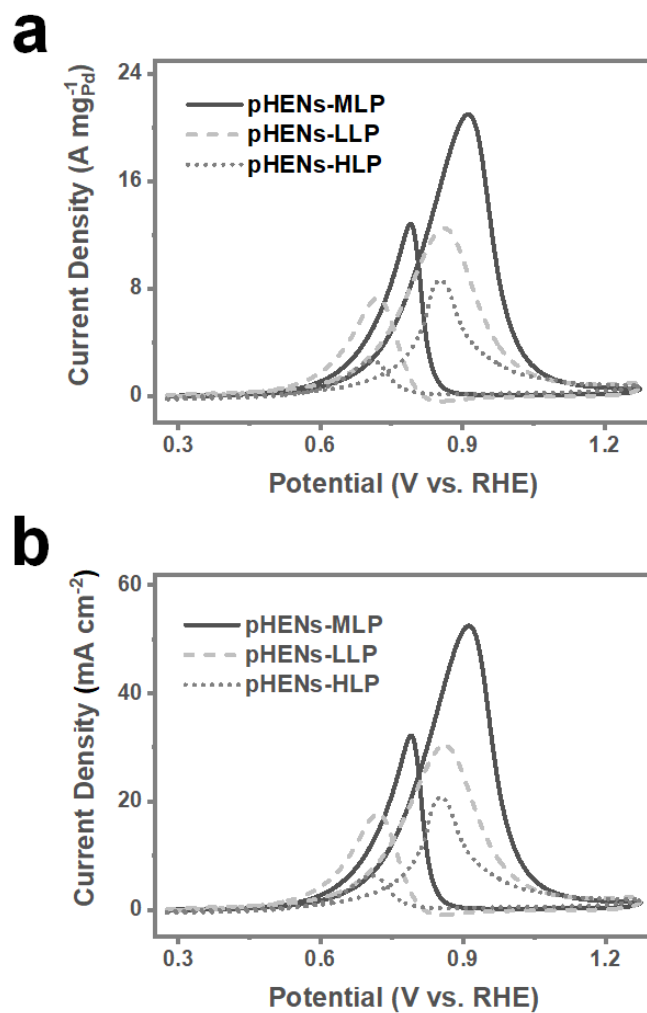 a
Current Density (A mg⁻¹Pd)
24
16
8
0
pHENs-MLP
pHENs-LLP
pHENs-HLP
0.3 0.6 0.9 1.2
Potential (V vs. RHE)
b
Current Density (mA cm⁻²)
60
40
20
0
pHENs-MLP
pHENs-LLP
pHENs-HLP
0.3 0.6 0.9 1.2
Potential (V vs. RHE)